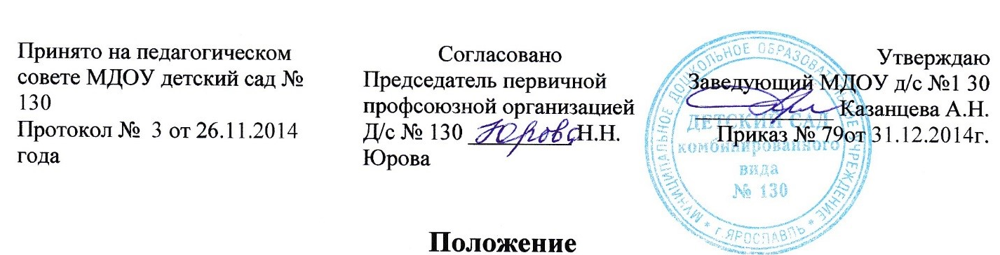 Принято на педагогическом
совете МДОУ детский сад №
130
Протокол № 3 от 26.11.2014
года
Согласовано
Председатель первичной
профсоюзной организацией
Д/с № 130 Юрова Н.Н.
Юрова
Утверждаю
Заведующий МДОУ д/с №1 30
Казанцева А.Н.
Приказ № 79от 31.12.2014г.
МУНИЦИПАЛЬНОЕ ДОШКОЛЬНОЕ ОБРАЗОВАТЕЛЬНОЕ УЧРЕЖДЕНИЕ
* г.ЯРОСЛАВЛЬ *
ДЕТСКИЙ САД
комбинированного
вида
№ 130
Положение